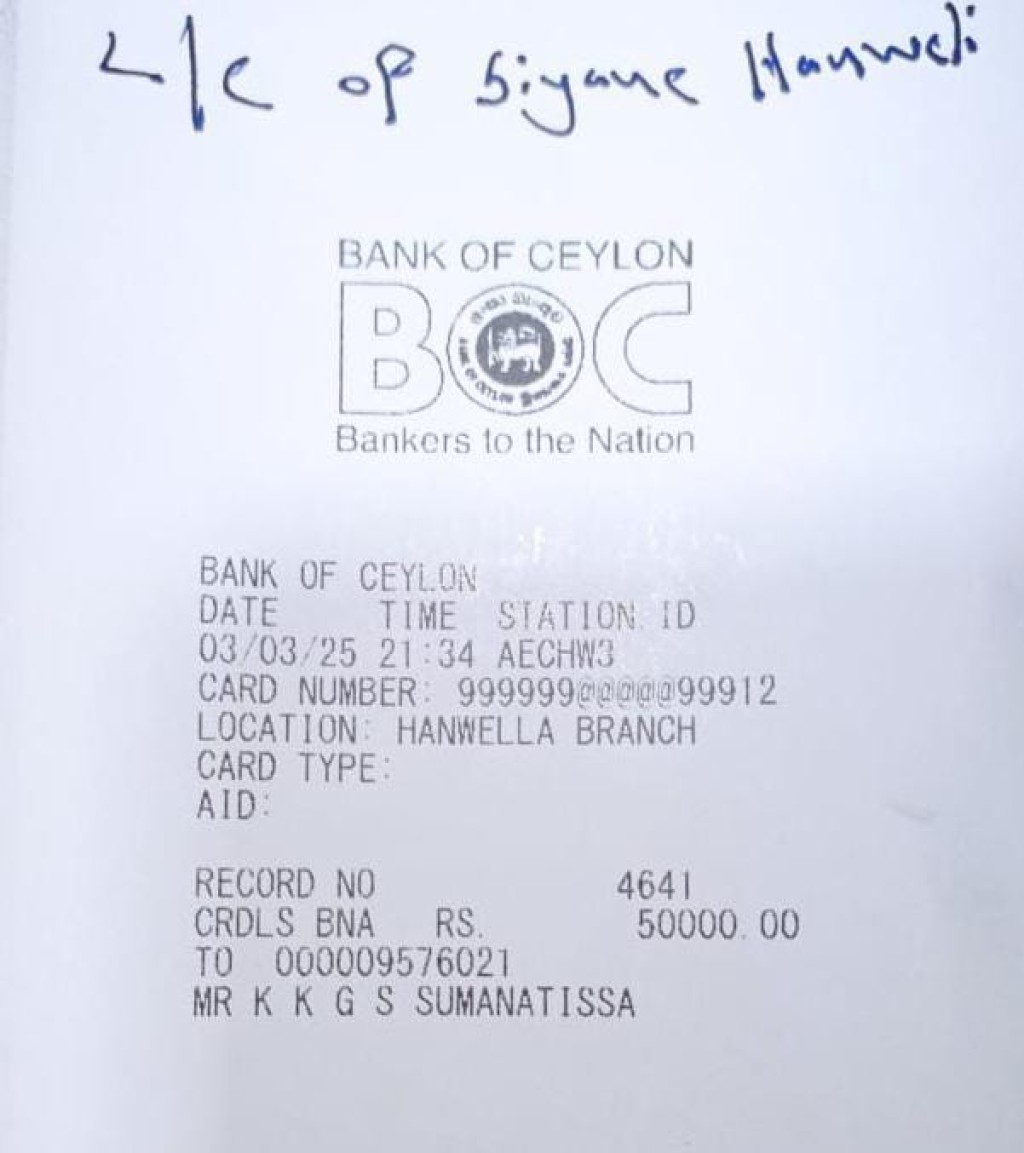 L/C of Siyane Hanweli
BANK OF CEYLON
BOC
Bankers to the Nation
BANK OF CEYLON
DATE TIME STATION ID
03/03/25 21:34 AECHW3
CARD NUMBER: 999999@@@@@99912
LOCATION: HANWELLA BRANCH
CARD TYPE:
AID:
RECORD NO 4641
CRDLS BNA RS. 50000.00
TO 000009576021
MR K K G S SUMANATISSA